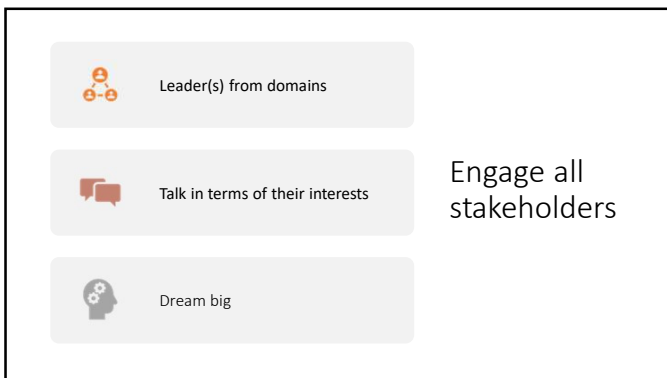 Leader(s) from domains
Talk in terms of their interests
Dream big
Engage all
stakeholders